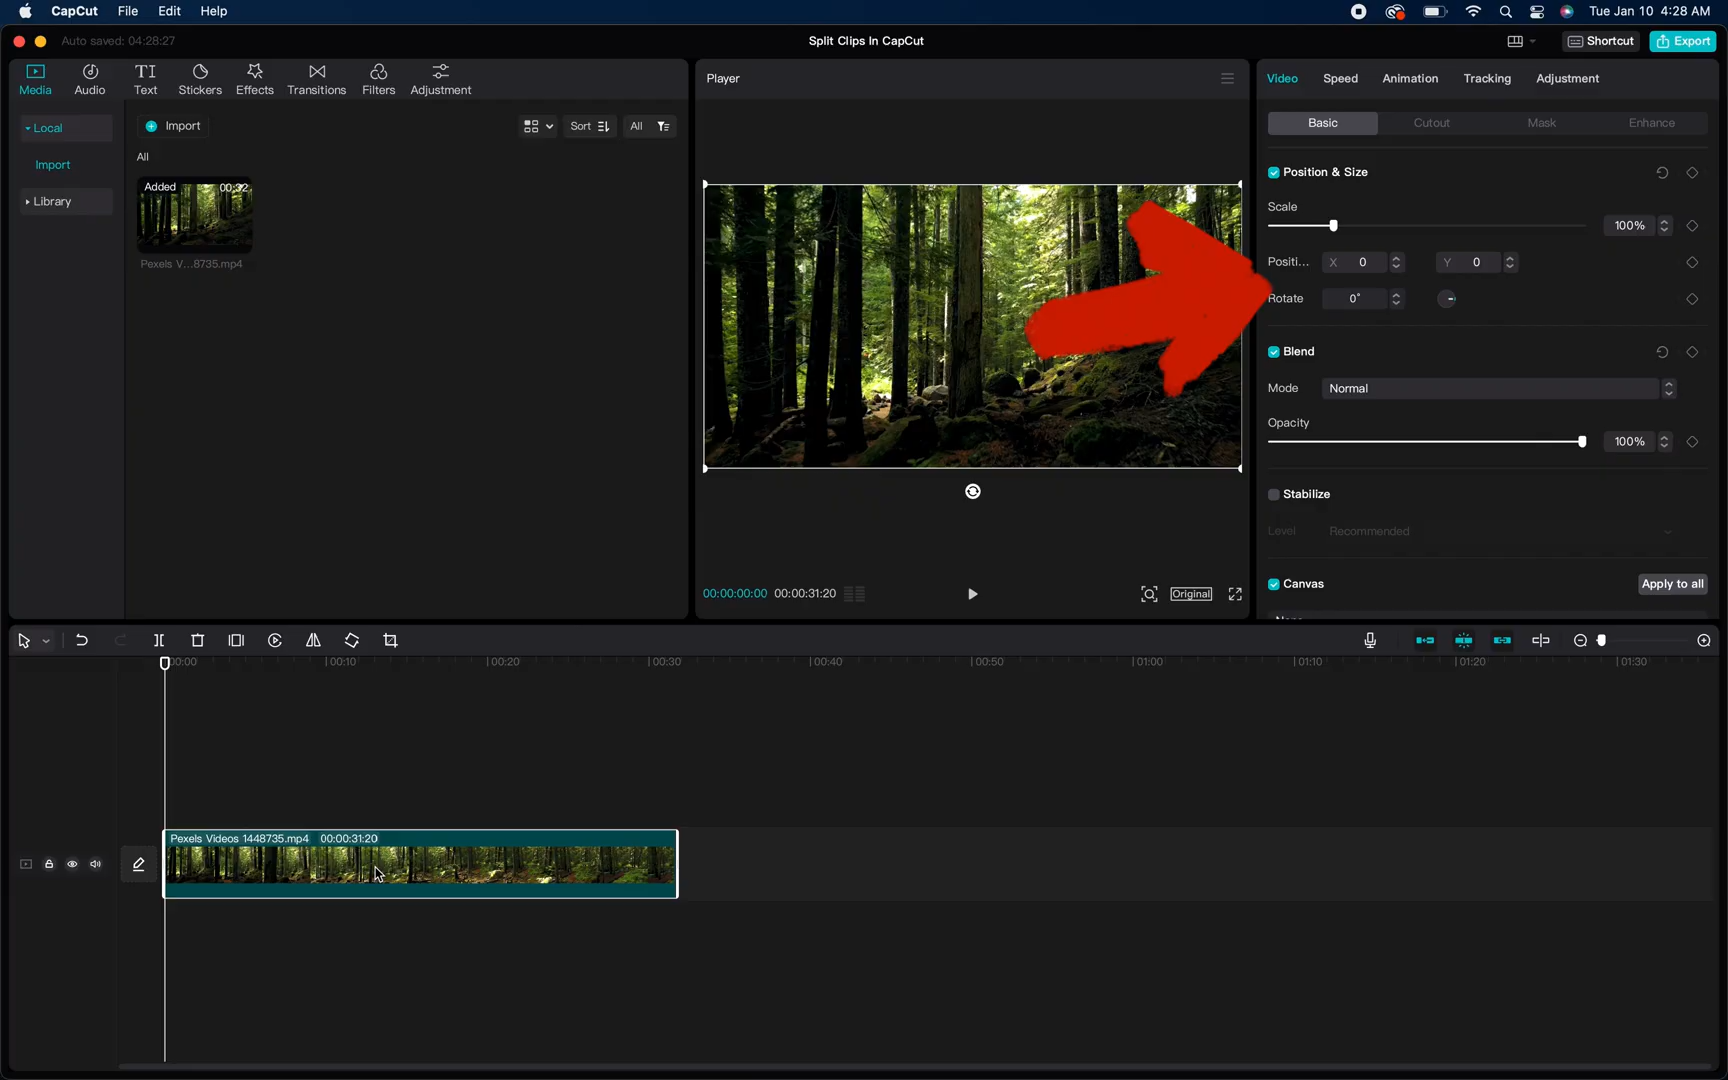 CapCut File Edit Help Tue Jan 10 4:28 AM
Auto saved: 04:28:27 Split Clips In CapCut Shortcut Export
Media Audio Text Stickers Effects Transitions Filters Adjustment
Player
Video Speed Animation Tracking Adjustment
Local
Import
Library
Import Sort All
All
Added 00:32
Pexels V...8735.mp4
Basic Cutout Mask Enhance
Position & Size
Scale
100%
Positi... X 0 Y 0
Rotate 0°
Blend
Mode Normal
Opacity
100%
Stabilize
Level Recommended
Canvas Apply to all
00:00:00:00 00:00:31:20 Original
00:00 00:10 00:20 00:30 00:40 00:50 01:00 01:10 01:20 01:30
Pexels Videos 1448735.mp4 00:00:31:20